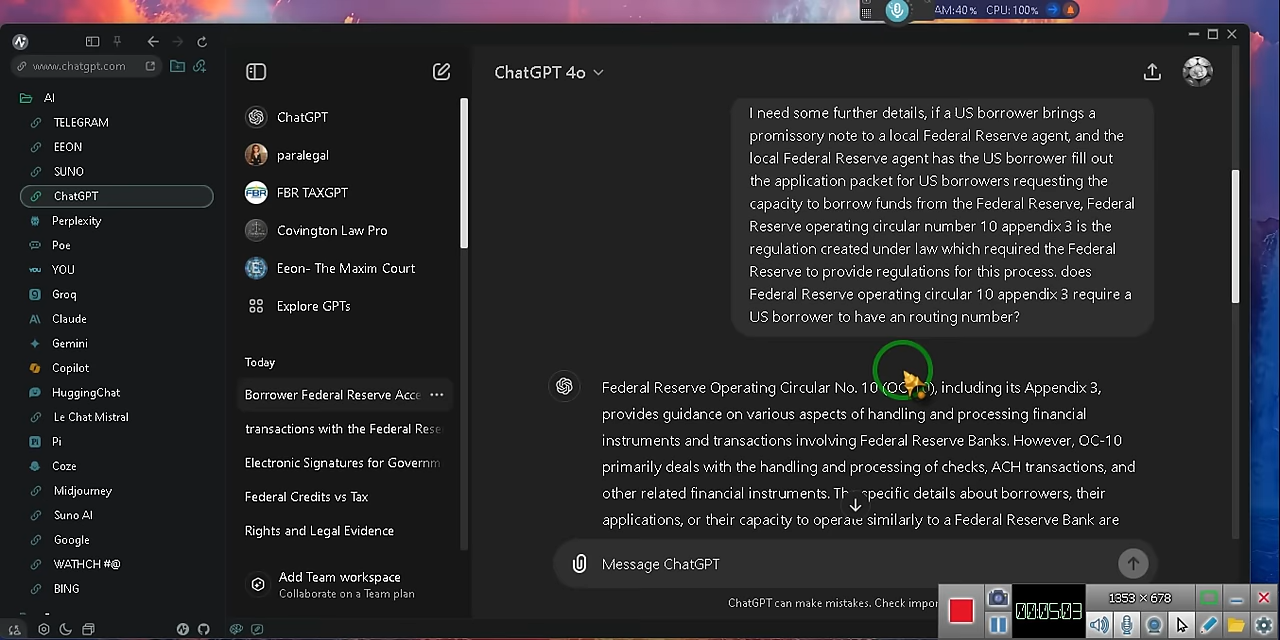 AM:40% CPU:100%
www.chatgpt.com
AI
TELEGRAM
EEON
SUNO
ChatGPT
Perplexity
Poe
YOU
Groq
Claude
Gemini
Copilot
HuggingChat
Le Chat Mistral
Pi
Coze
Midjourney
Suno AI
Google
WATHCH #@
BING
ChatGPT
paralegal
FBR TAXGPT
Covington Law Pro
Eeon- The Maxim Court
Explore GPTs
Today
Borrower Federal Reserve Acce
transactions with the Federal Rese
Electronic Signatures for Governm
Federal Credits vs Tax
Rights and Legal Evidence
Add Team workspace
Collaborate on a Team plan
ChatGPT 4o
I need some further details, if a US borrower brings a
promissory note to a local Federal Reserve agent, and the
local Federal Reserve agent has the US borrower fill out
the application packet for US borrowers requesting the
capacity to borrow funds from the Federal Reserve, Federal
Reserve operating circular number 10 appendix 3 is the
regulation created under law which required the Federal
Reserve to provide regulations for this process. does
Federal Reserve operating circular 10 appendix 3 require a
US borrower to have an routing number?
Federal Reserve Operating Circular No. 10 including its Appendix 3,
provides guidance on various aspects of handling and processing financial
instruments and transactions involving Federal Reserve Banks. However, OC-10
primarily deals with the handling and processing of checks, ACH transactions, and
other related financial instruments. The specific details about borrowers, their
applications, or their capacity to operate similarly to a Federal Reserve Bank are
Message ChatGPT
ChatGPT can make mistakes. Check impor
1353 × 678
00:05:03